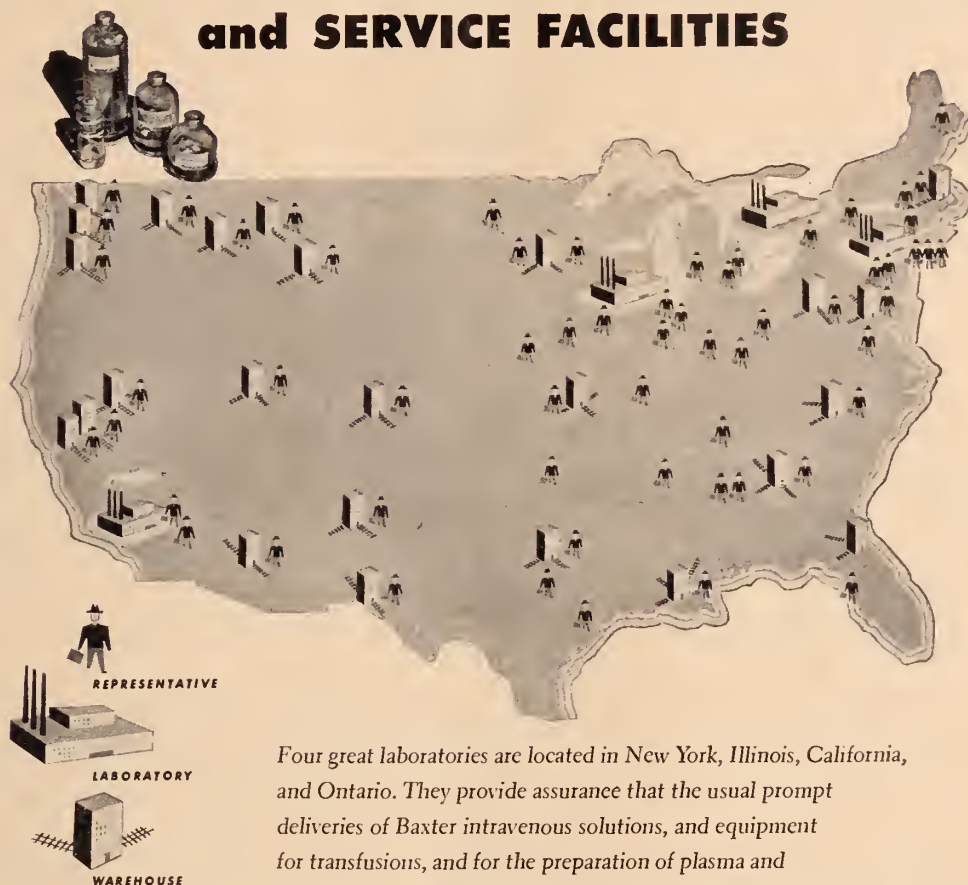 and SERVICE FACILITIES
REPRESENTATIVE
LABORATORY
WAREHOUSE
Four great laboratories are located in New York, Illinois, California,
and Ontario. They provide assurance that the usual prompt
deliveries of Baxter intravenous solutions, and equipment
for transfusions, and for the preparation of plasma and